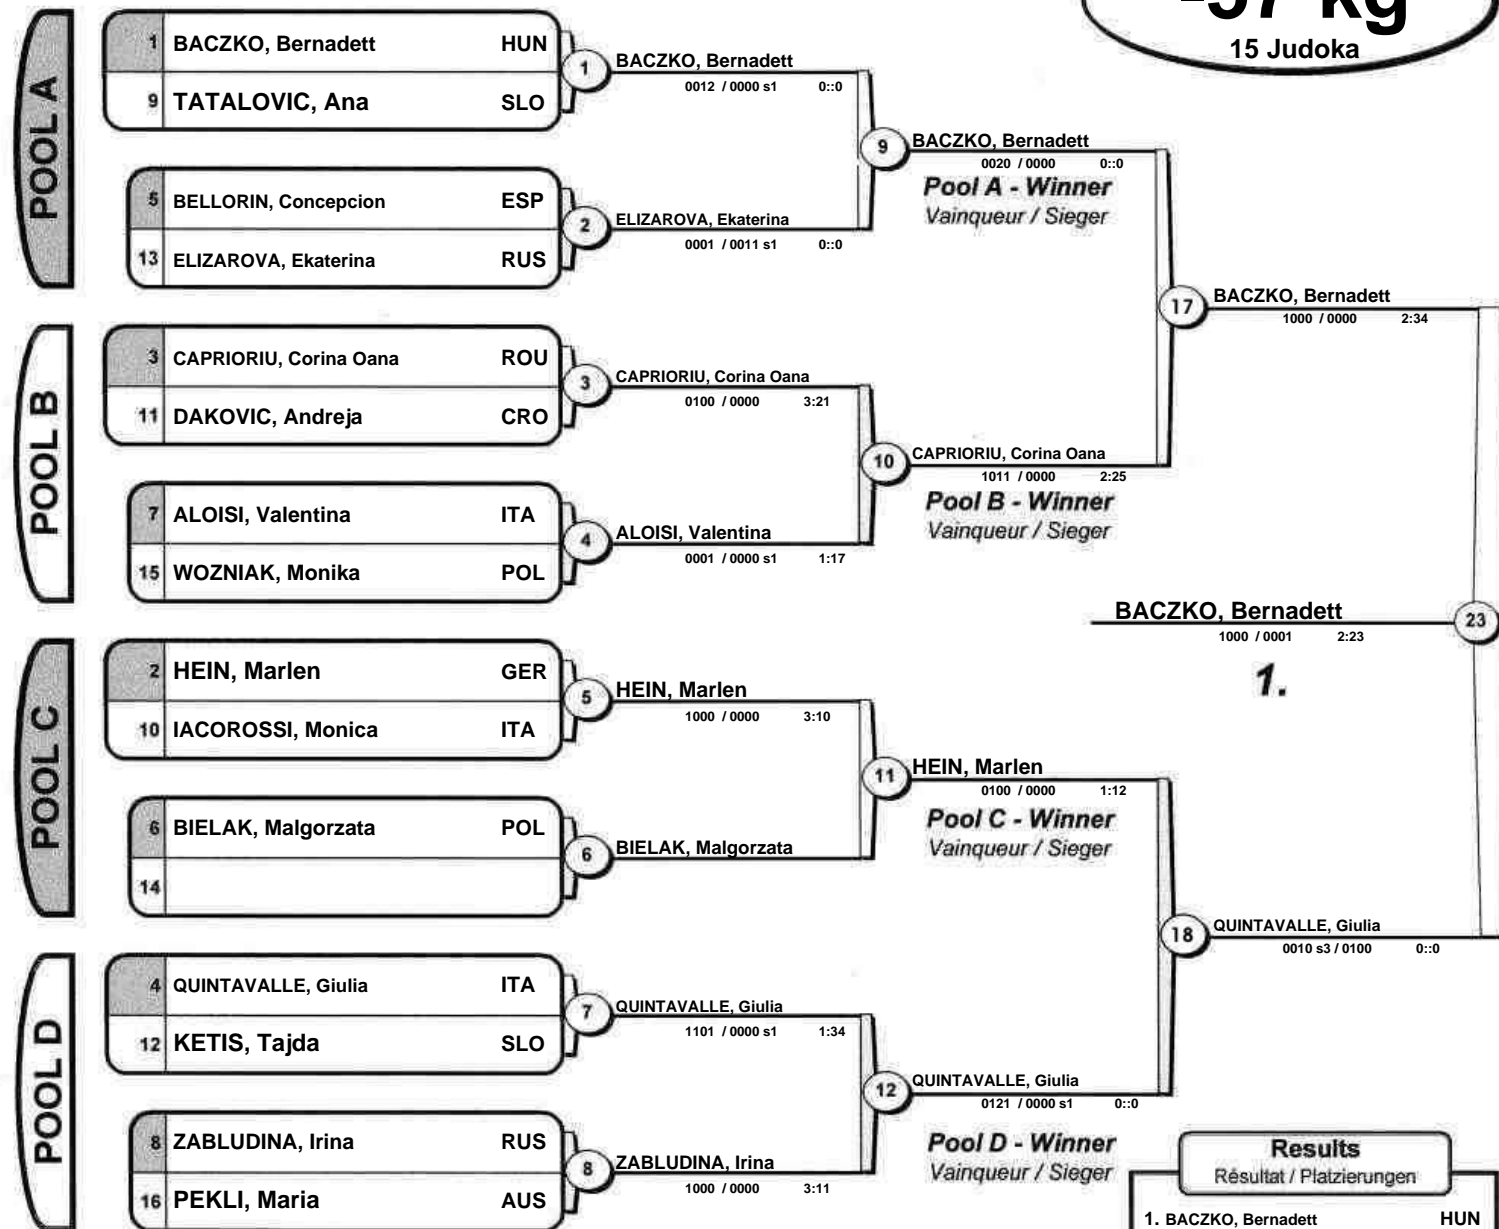 -57 kg
15 Judoka
POOL A
1 BACZKO, Bernadett HUN
9 TATALOVIC, Ana SLO
1
BACZKO, Bernadett
0012 / 0000 s1 0::0
5 BELLORIN, Concepcion ESP
13 ELIZAROVA, Ekaterina RUS
2
ELIZAROVA, Ekaterina
0001 / 0011 s1 0::0
9
BACZKO, Bernadett
0020 / 0000 0::0
Pool A - Winner
Vainqueur / Sieger
POOL B
3 CAPRIORIU, Corina Oana ROU
11 DAKOVIC, Andreja CRO
3
CAPRIORIU, Corina Oana
0100 / 0000 3:21
7 ALOISI, Valentina ITA
15 WOZNIAK, Monika POL
4
ALOISI, Valentina
0001 / 0000 s1 1:17
10
CAPRIORIU, Corina Oana
1011 / 0000 2:25
Pool B - Winner
Vainqueur / Sieger
17
BACZKO, Bernadett
1000 / 0000 2:34
POOL C
2 HEIN, Marlen GER
10 IACOROSSI, Monica ITA
5
HEIN, Marlen
1000 / 0000 3:10
6 BIELAK, Malgorzata POL
14
6
BIELAK, Malgorzata
11
HEIN, Marlen
0100 / 0000 1:12
Pool C - Winner
Vainqueur / Sieger
POOL D
4 QUINTAVALLE, Giulia ITA
12 KETIS, Tajda SLO
7
QUINTAVALLE, Giulia
1101 / 0000 s1 1:34
8 ZABLUDINA, Irina RUS
16 PEKLI, Maria AUS
8
ZABLUDINA, Irina
1000 / 0000 3:11
12
QUINTAVALLE, Giulia
0121 / 0000 s1 0::0
Pool D - Winner
Vainqueur / Sieger
18
QUINTAVALLE, Giulia
0010 s3 / 0100 0::0
23
BACZKO, Bernadett
1000 / 0001 2:23
1.
Results
Résultat / Platzierungen
1. BACZKO, Bernadett HUN